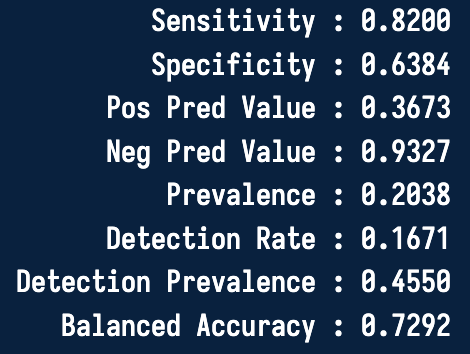 Sensitivity : 0.8200
Specificity : 0.6384
Pos Pred Value : 0.3673
Neg Pred Value : 0.9327
Prevalence : 0.2038
Detection Rate : 0.1671
Detection Prevalence : 0.4550
Balanced Accuracy : 0.7292